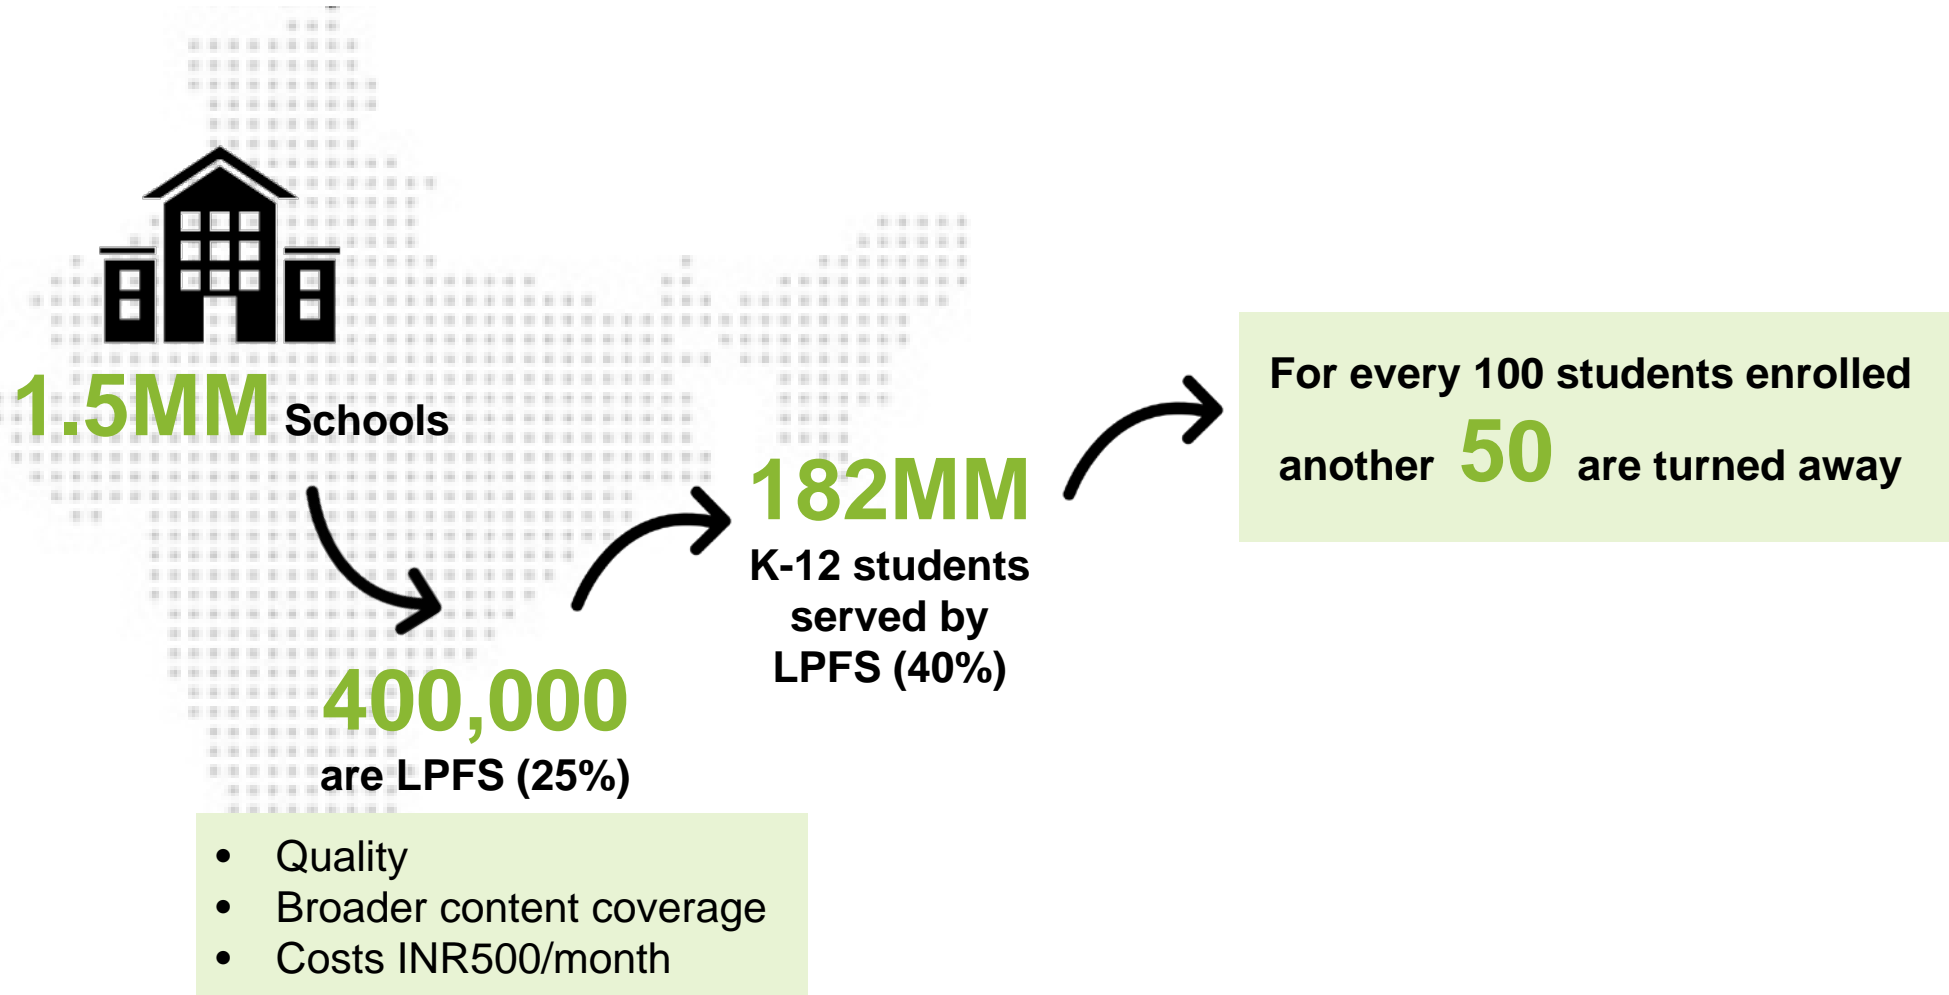 1.5MM Schools
400,000
are LPFS (25%)
• Quality
• Broader content coverage
• Costs INR500/month
182MM
K-12 students
served by
LPFS (40%)
For every 100 students enrolled
another 50 are turned away